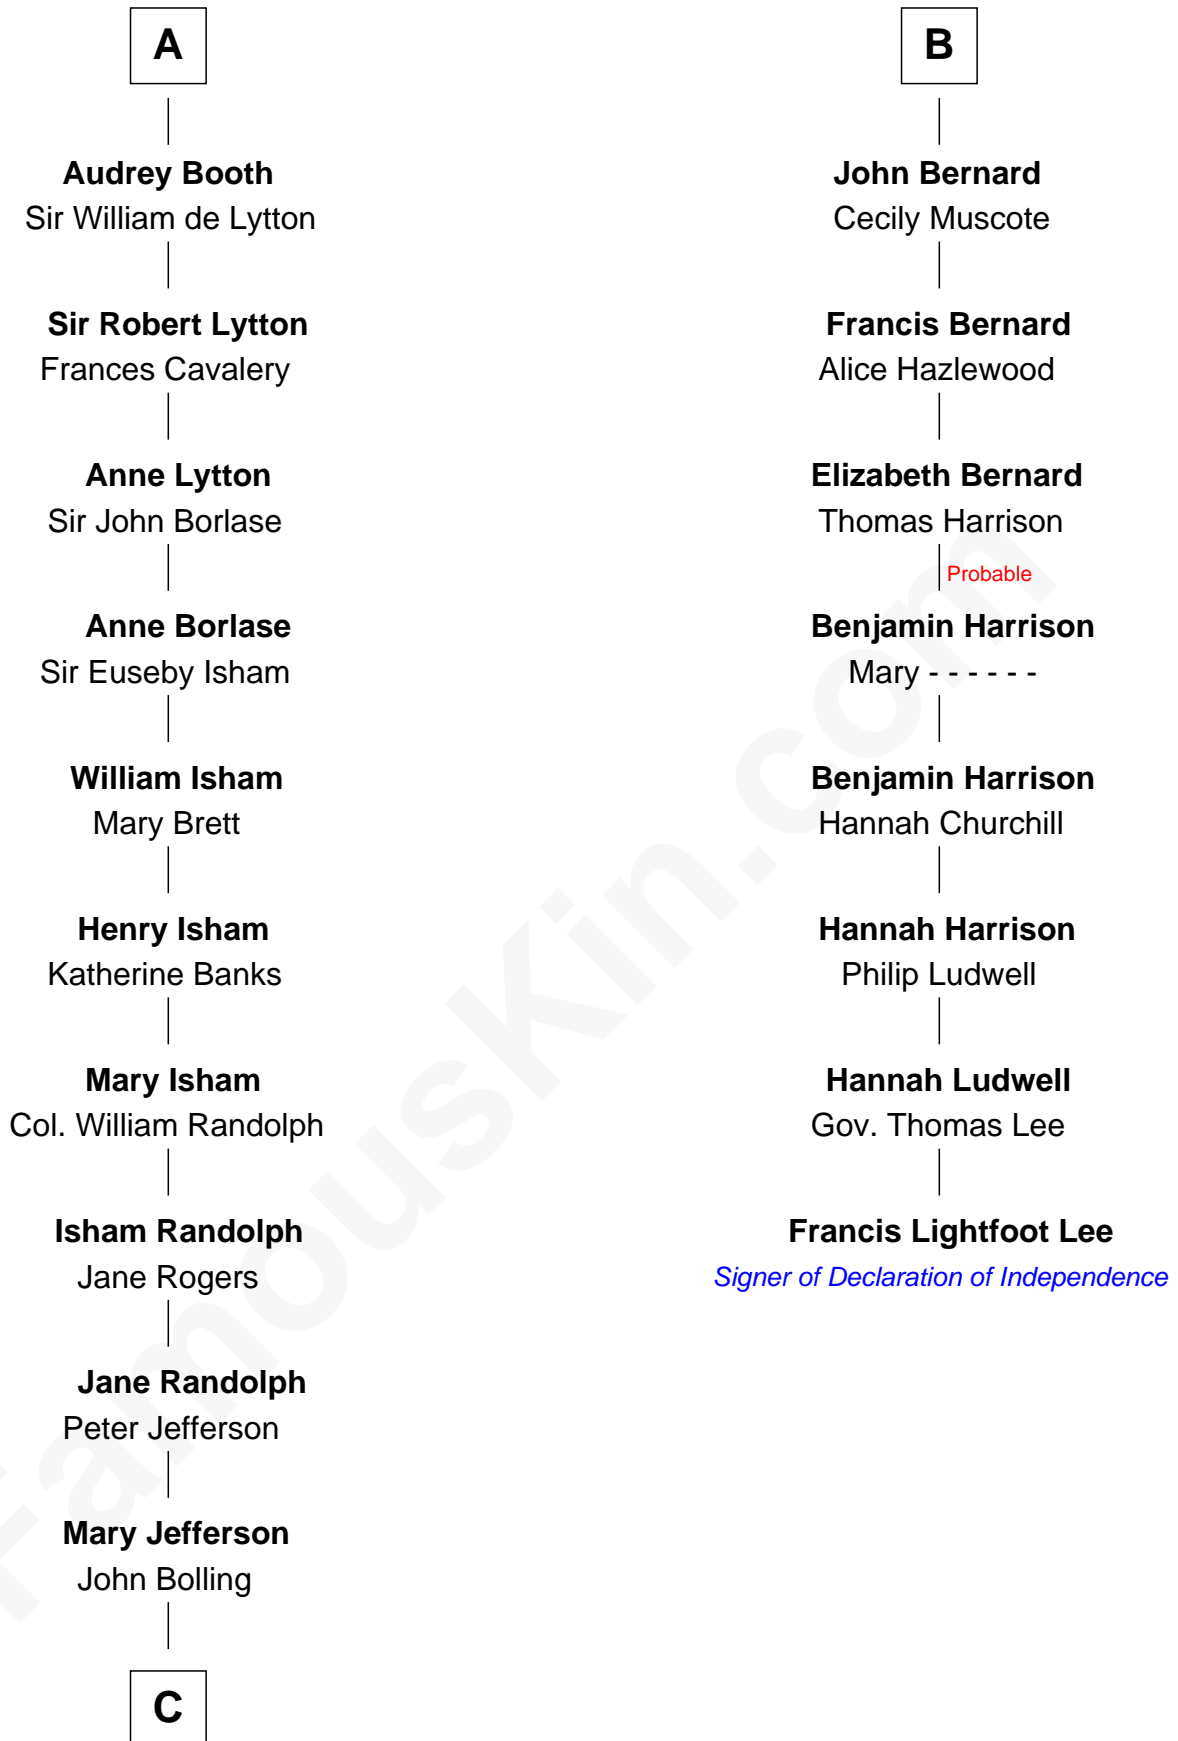 A
Audrey Booth
Sir William de Lytton
Sir Robert Lytton
Frances Cavalery
Anne Lytton
Sir John Borlase
Anne Borlase
Sir Euseby Isham
William Isham
Mary Brett
Henry Isham
Katherine Banks
Mary Isham
Col. William Randolph
Isham Randolph
Jane Rogers
Jane Randolph
Peter Jefferson
Mary Jefferson
John Bolling
C
B
John Bernard
Cecily Muscote
Francis Bernard
Alice Hazlewood
Elizabeth Bernard
Thomas Harrison
Probable
Benjamin Harrison
Mary - - - - - -
Benjamin Harrison
Hannah Churchill
Hannah Harrison
Philip Ludwell
Hannah Ludwell
Gov. Thomas Lee
Francis Lightfoot Lee
Signer of Declaration of Independence
FamousKin.com